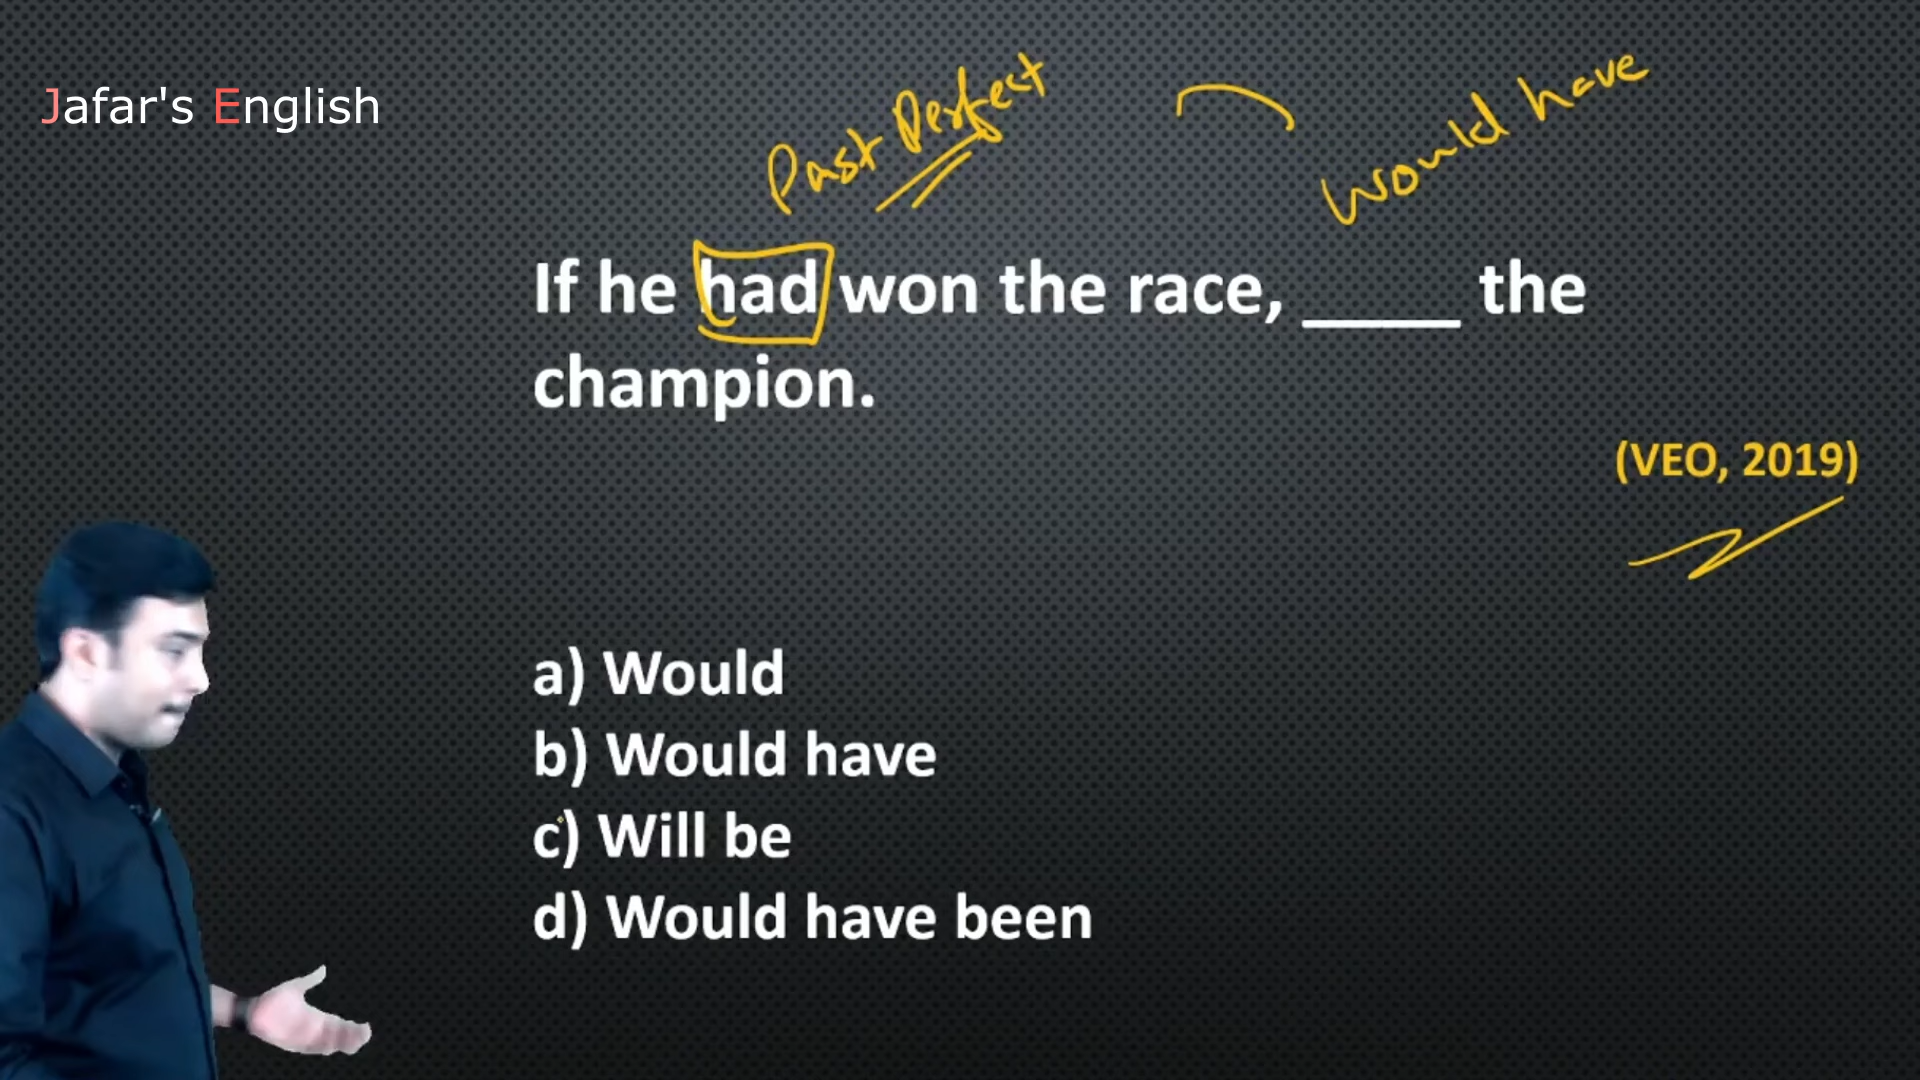 Jafar's English
Past Perfect
would have
If he had won the race, _____ the
champion.
(VEO, 2019)
a) Would
b) Would have
c) Will be
d) Would have been